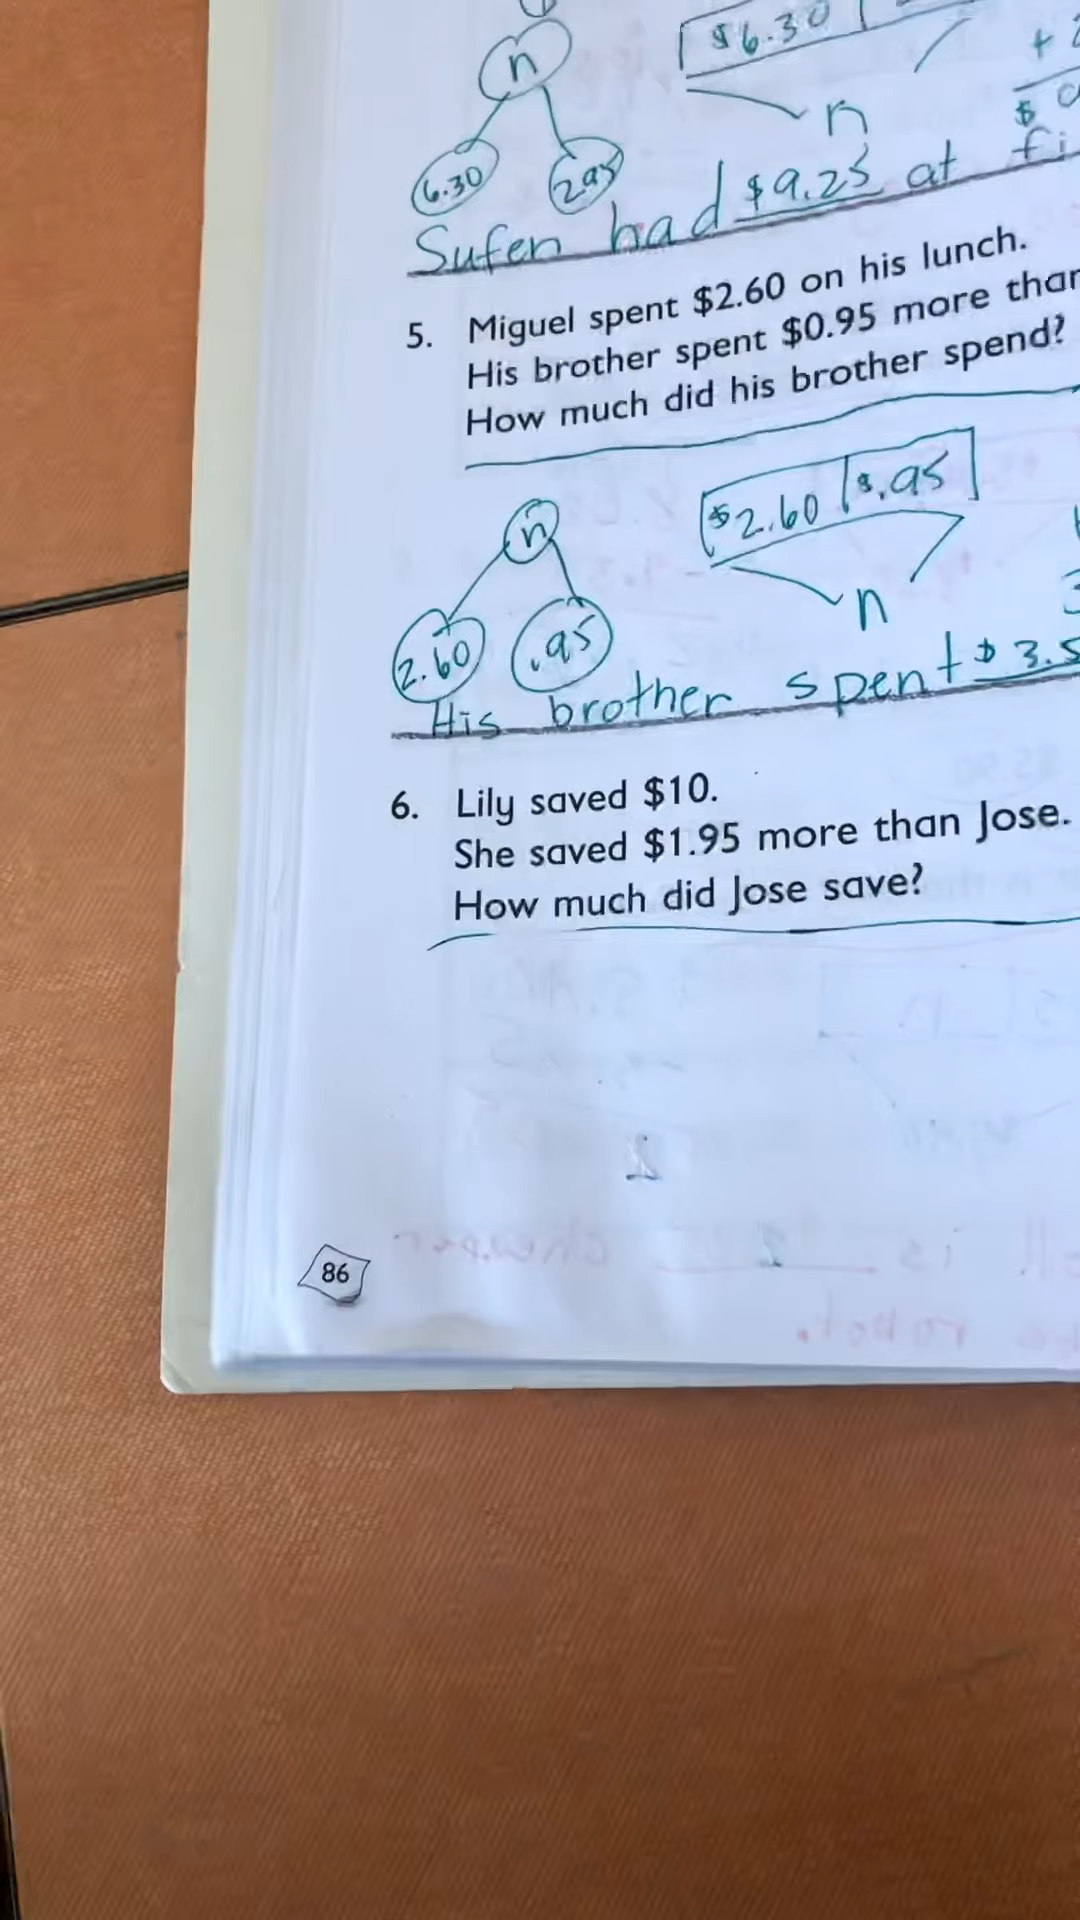 n
$6.30
+
6.30 2.95
n
$
Sufen had $9.25 at fi
5. Miguel spent $2.60 on his lunch.
His brother spent $0.95 more than
How much did his brother spend?
n
$2.60 $.95
2.60 .95
n
His brother spent $3.5
6. Lily saved $10.
She saved $1.95 more than Jose.
How much did Jose save?
86